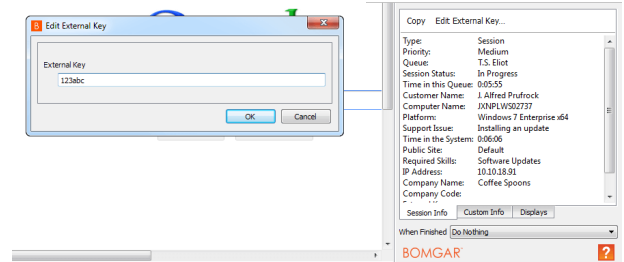 Edit External Key
External Key
123abc
OK Cancel
Copy Edit External Key...
Type: Session
Priority: Medium
Queue: T.S. Eliot
Session Status: In Progress
Time in this Queue: 0:05:55
Customer Name: J. Alfred Prufrock
Computer Name: JXNPLWS02737
Platform: Windows 7 Enterprise x64
Support Issue: Installing an update
Time in the System: 0:06:06
Public Site: Default
Required Skills: Software Updates
IP Address: 10.10.18.91
Company Name: Coffee Spoons
Company Code:
Session Info Custom Info Displays
When Finished Do Nothing
BOMGAR